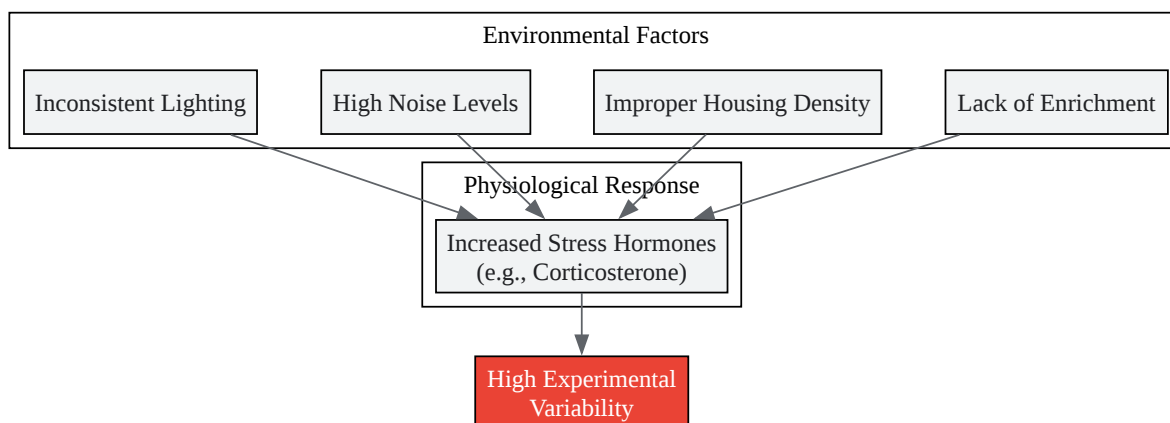 Environmental Factors
Inconsistent Lighting
High Noise Levels
Improper Housing Density
Lack of Enrichment
Physiological Response
Increased Stress Hormones
(e.g., Corticosterone)
High Experimental
Variability